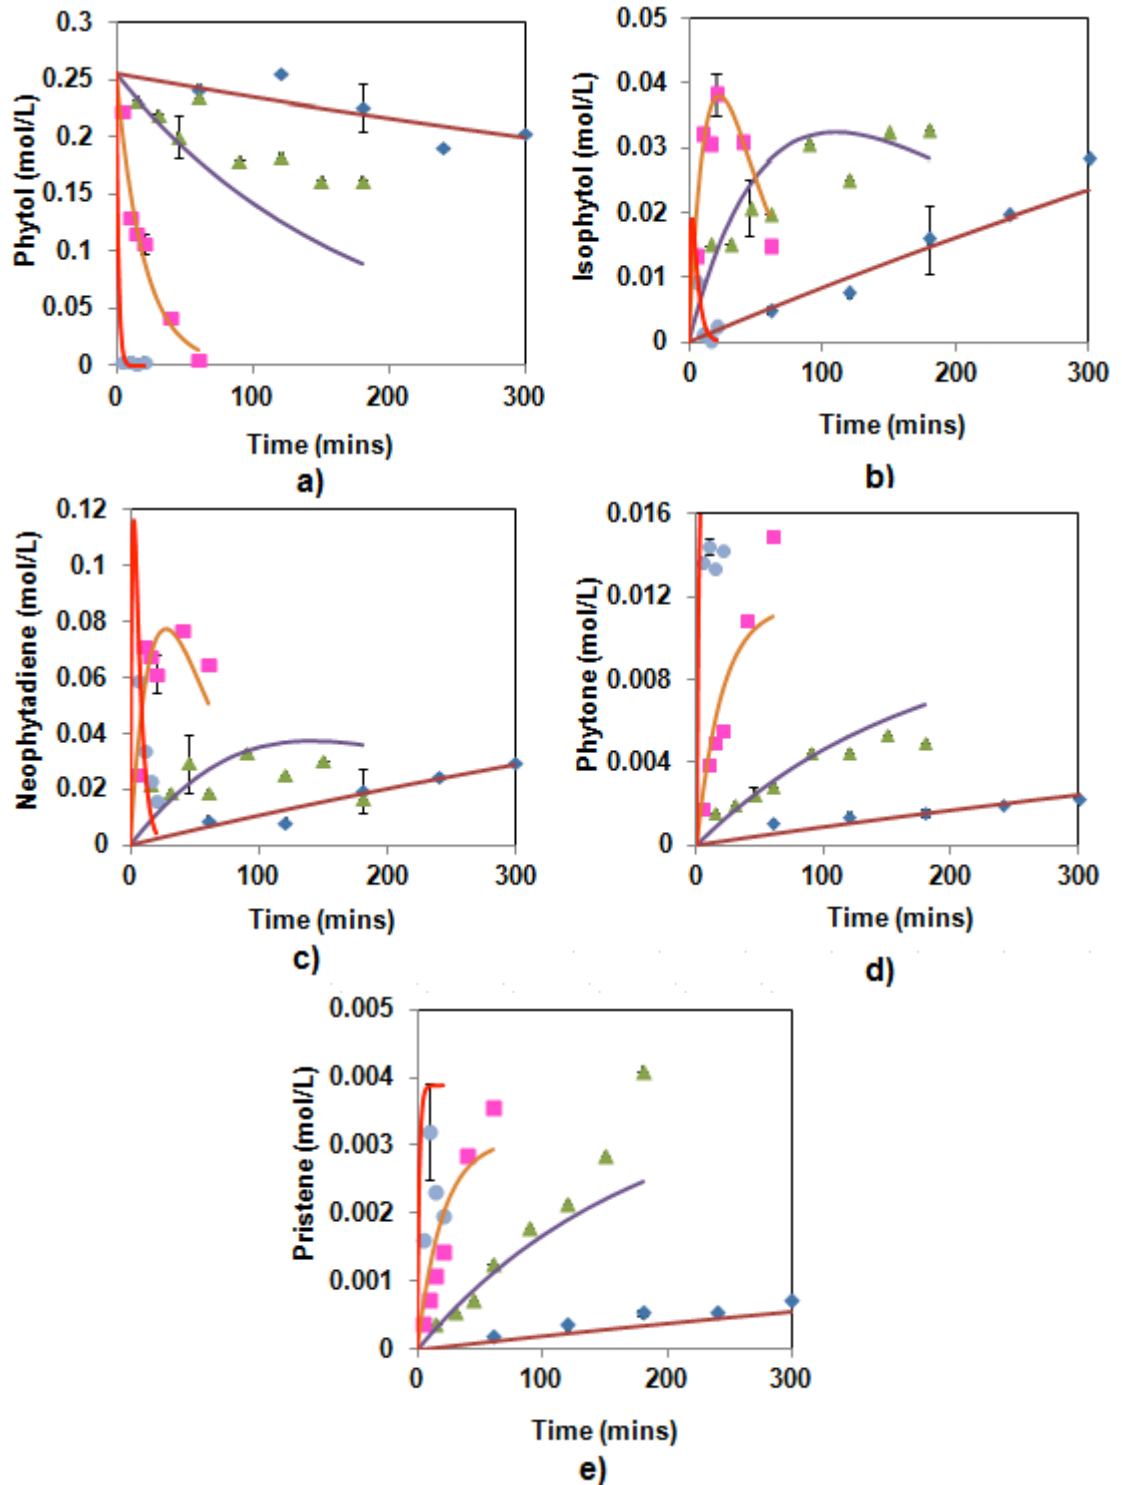 0.3
0.25
0.2
0.15
0.1
0.05
0
Phytol (mol/L)
0 100 200 300
Time (mins)
a)
0.05
0.04
0.03
0.02
0.01
0
Isophytol (mol/L)
0 100 200 300
Time (mins)
b)
0.12
0.1
0.08
0.06
0.04
0.02
0
Neophytadiene (mol/L)
0 100 200 300
Time (mins)
c)
0.016
0.012
0.008
0.004
0
Phytone (mol/L)
0 100 200 300
Time (mins)
d)
0.005
0.004
0.003
0.002
0.001
0
Pristene (mol/L)
0 100 200 300
Time (mins)
e)